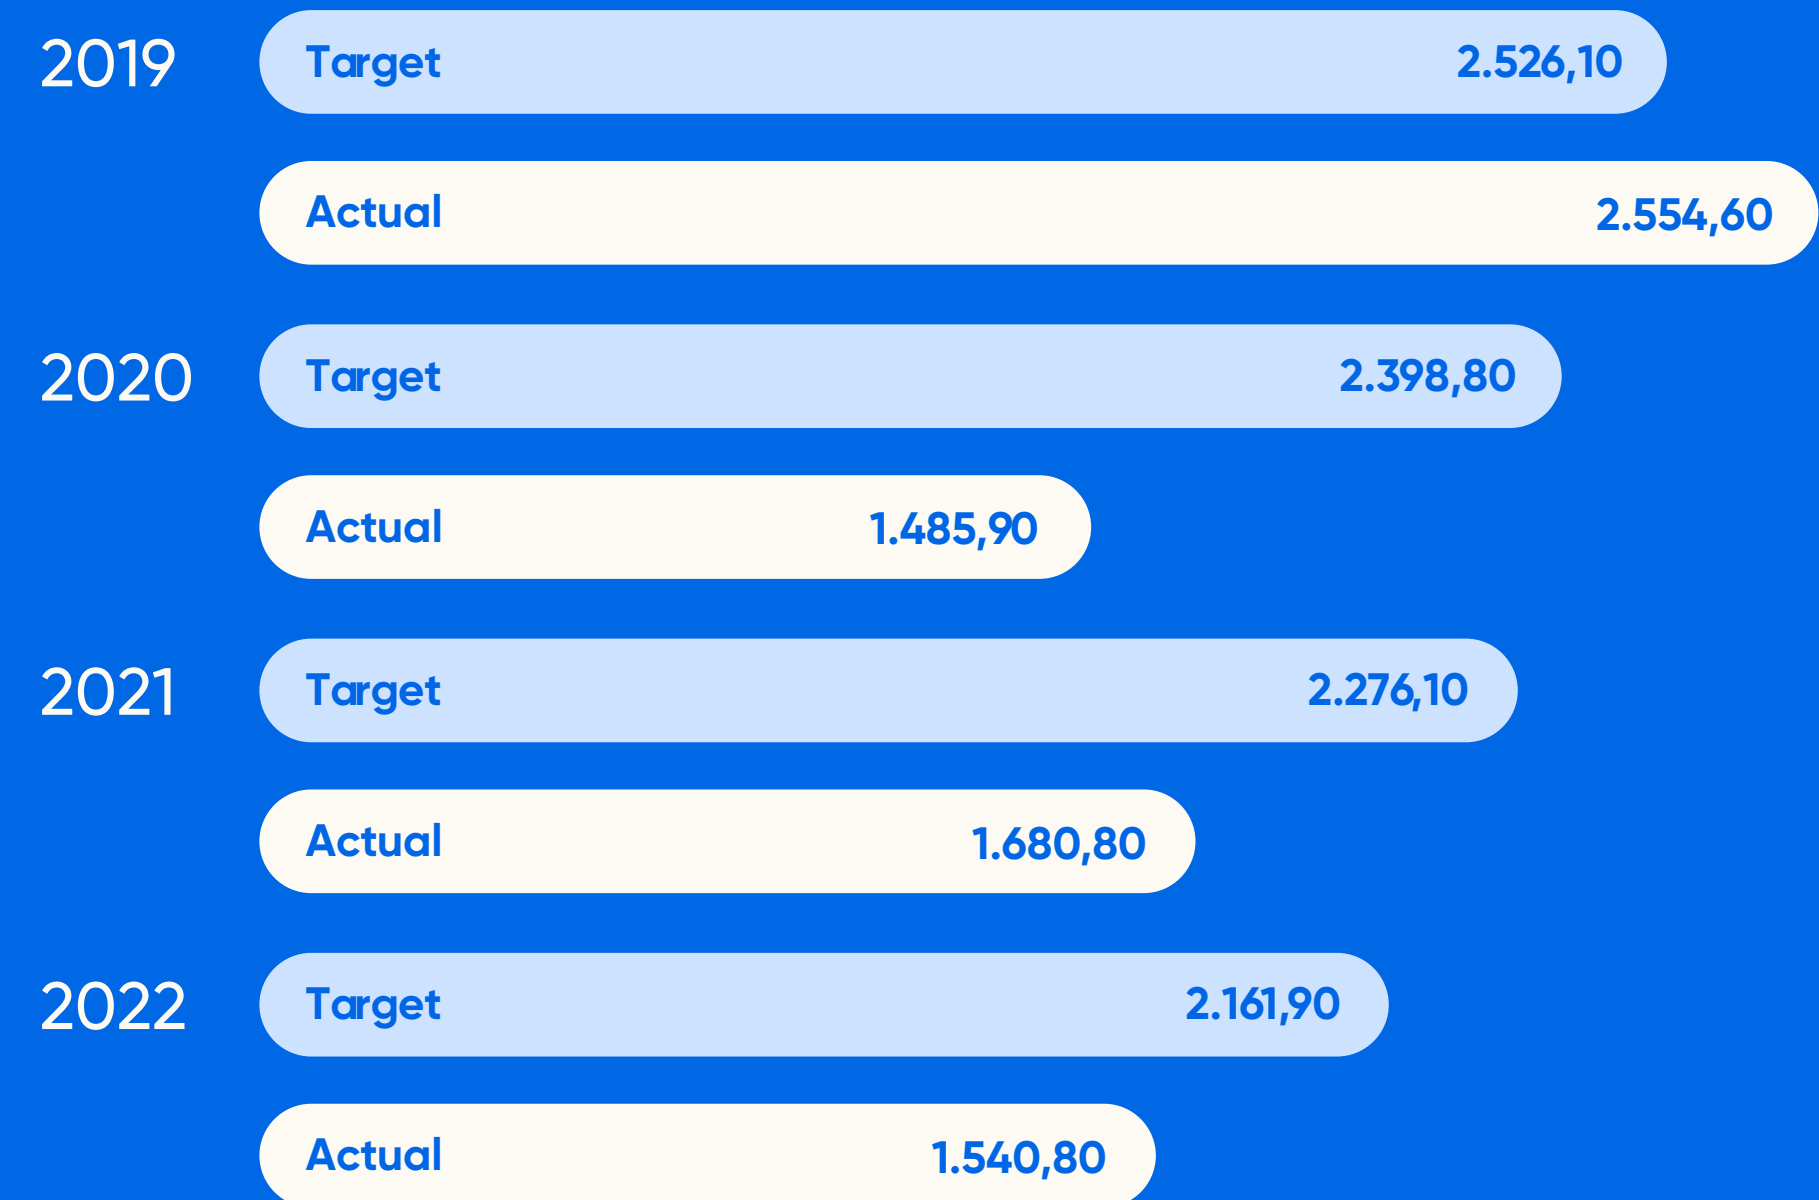 2019 Target 2.526,10
Actual 2.554,60
2020 Target 2.398,80
Actual 1.485,90
2021 Target 2.276,10
Actual 1.680,80
2022 Target 2.161,90
Actual 1.540,80